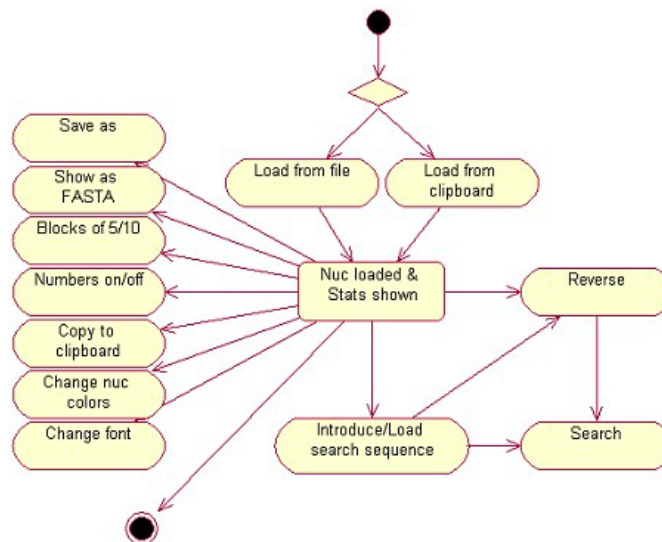 Save as
Show as
FASTA
Blocks of 5/10
Numbers on/off
Copy to
clipboard
Change nuc
colors
Change font
Load from file
Load from
clipboard
Nuc loaded &
Stats shown
Reverse
Introduce/Load
search sequence
Search